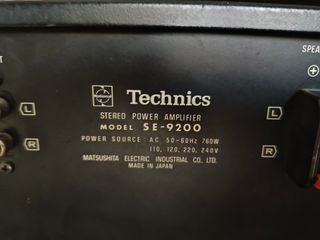 SPEA
L
Technics
L
STEREO POWER AMPLIFIER
MODEL SE-9200
R
R
POWER SOURCE: AC 50-60Hz 760W
110, 120, 220, 240V
MATSUSHITA ELECTRIC INDUSTRIAL CO., LTD.
MADE IN JAPAN